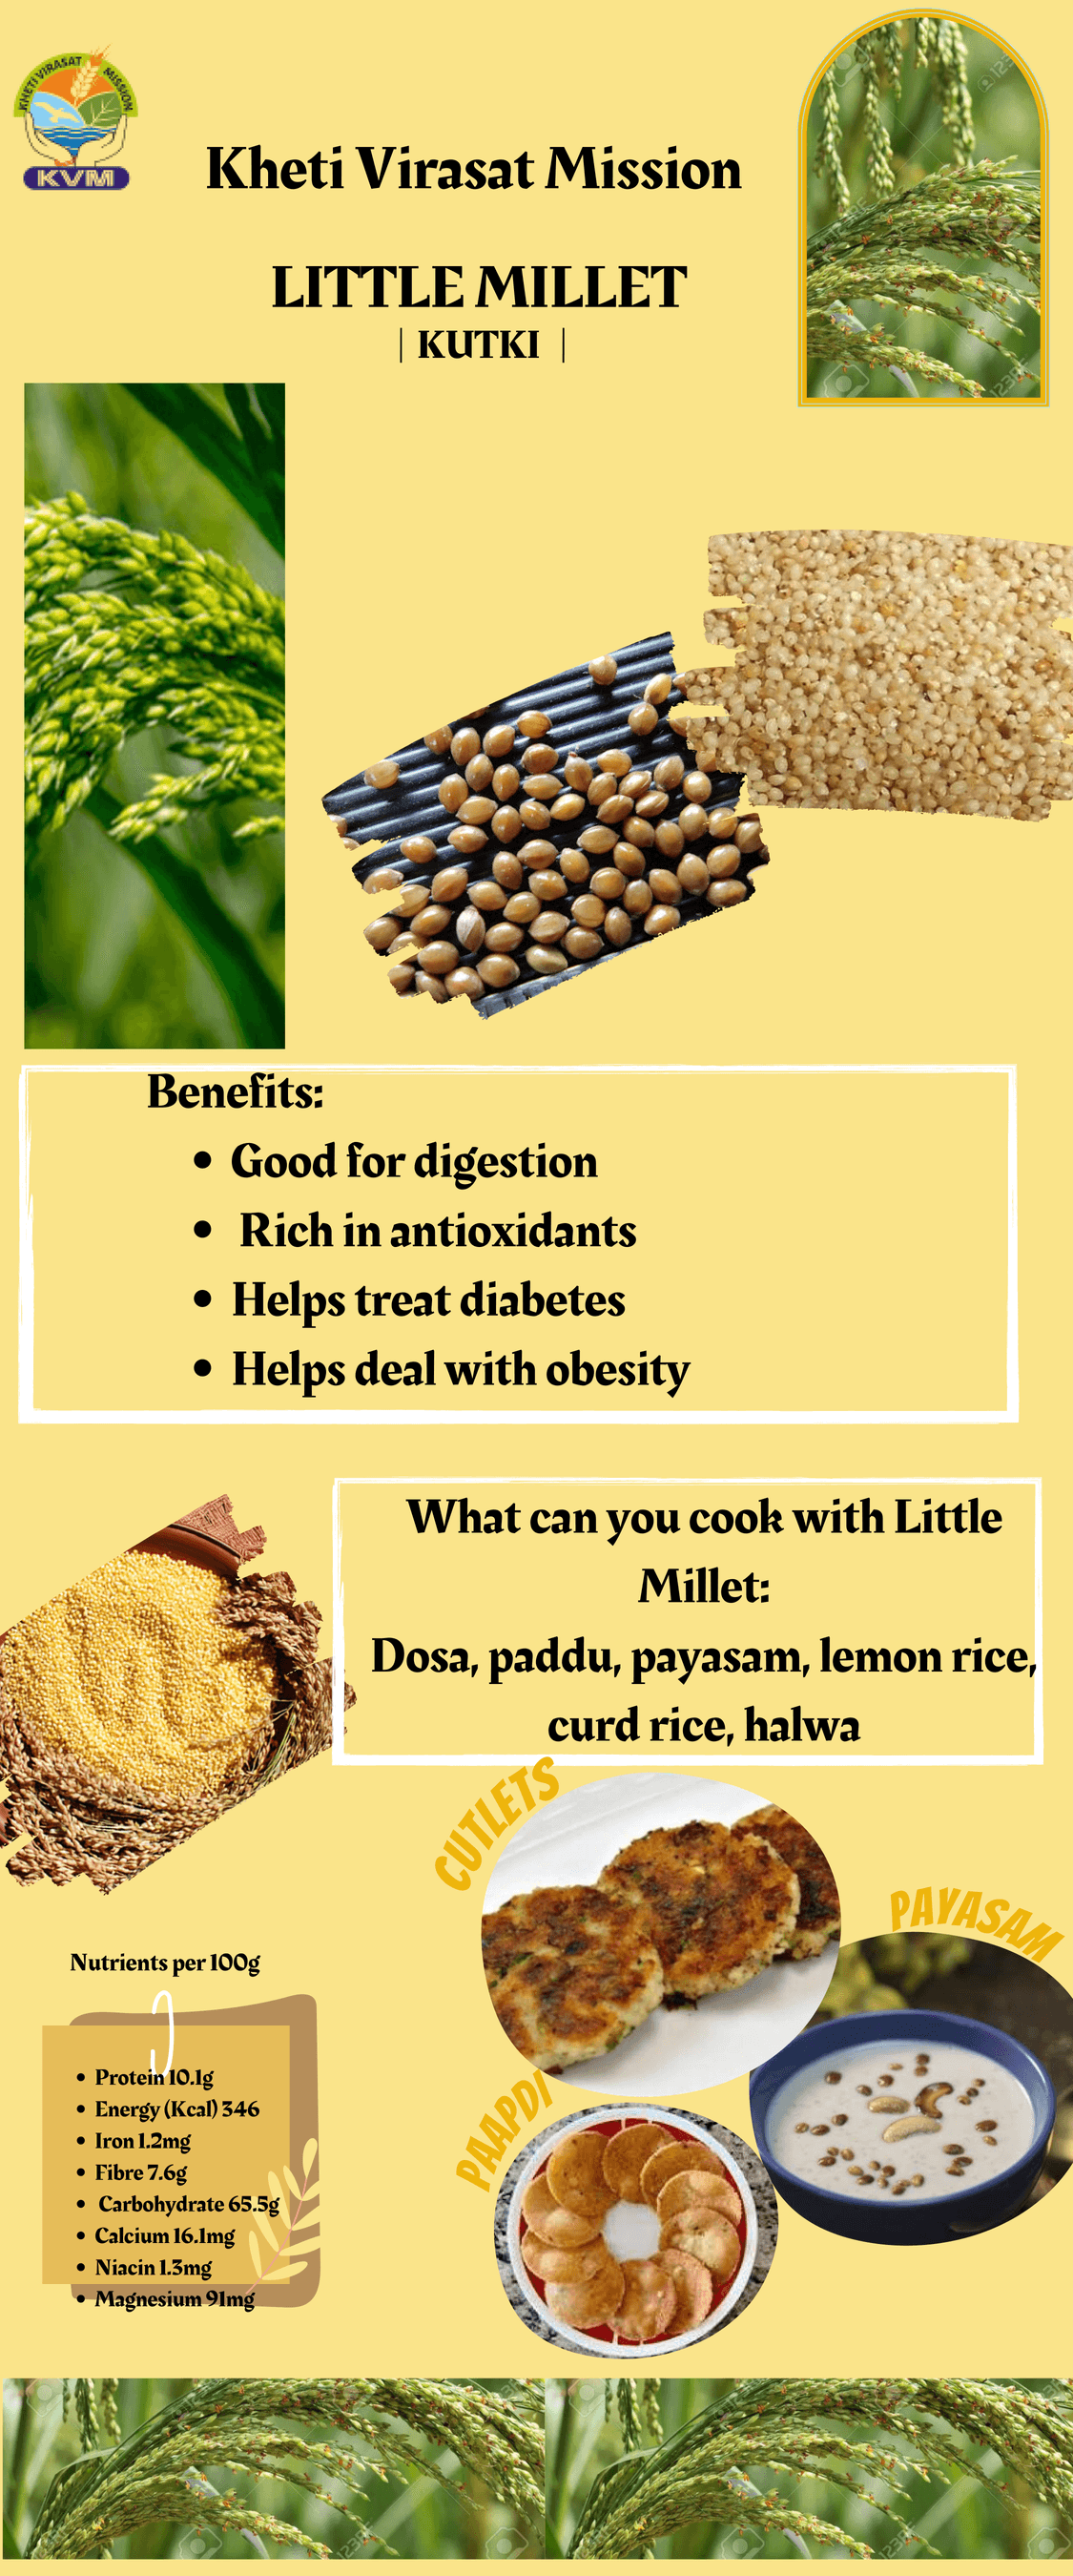 KHETI VIRASAT MISSION
KVM
Kheti Virasat Mission
LITTLE MILLET
| KUTKI |
Benefits:
• Good for digestion
• Rich in antioxidants
• Helps treat diabetes
• Helps deal with obesity
What can you cook with Little
Millet:
Dosa, paddu, payasam, lemon rice,
curd rice, halwa
CUTLETS
PAYASAM
PAAPDI
Nutrients per 100g
• Protein 10.1g
• Energy (Kcal) 346
• Iron 1.2mg
• Fibre 7.6g
• Carbohydrate 65.5g
• Calcium 16.1mg
• Niacin 1.3mg
• Magnesium 91mg